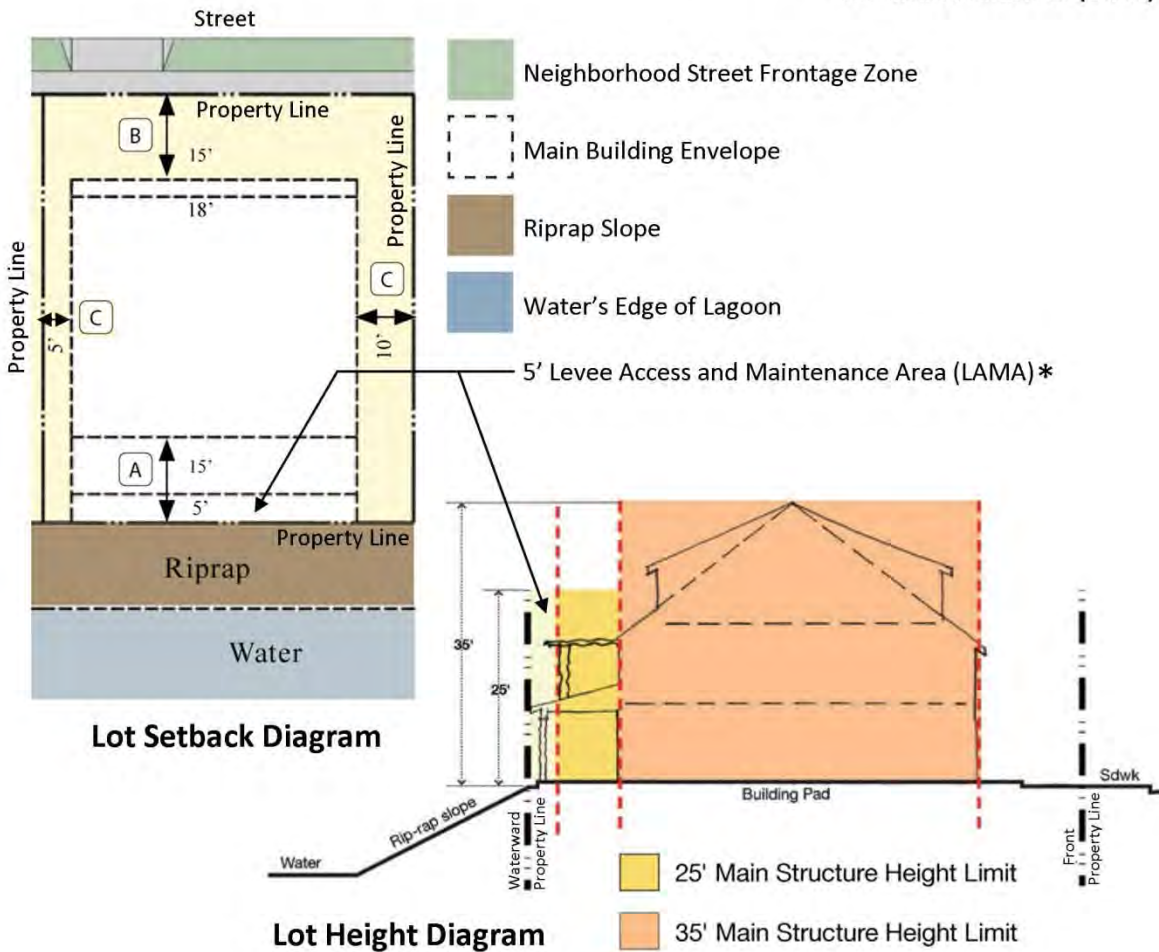 Street
Property Line
B
15'
18'
Property Line
Property Line
C
5'
C
10'
A
15'
5'
Property Line
Riprap
Water
Lot Setback Diagram
Neighborhood Street Frontage Zone
Main Building Envelope
Riprap Slope
Water's Edge of Lagoon
5' Levee Access and Maintenance Area (LAMA)*
35'
25'
Building Pad
Sdwk
Rip-rap slope
Water
Waterward
Property Line
Front
Property Line
25' Main Structure Height Limit
35' Main Structure Height Limit
Lot Height Diagram